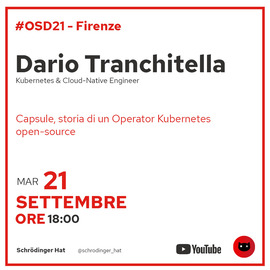 #OSD21 - Firenze
Dario Tranchitella
Kubernetes & Cloud-Native Engineer
Capsule, storia di un Operator Kubernetes
open-source
MAR 21
SETTEMBRE
ORE 18:00
Schrödinger Hat @schrodinger_hat YouTube